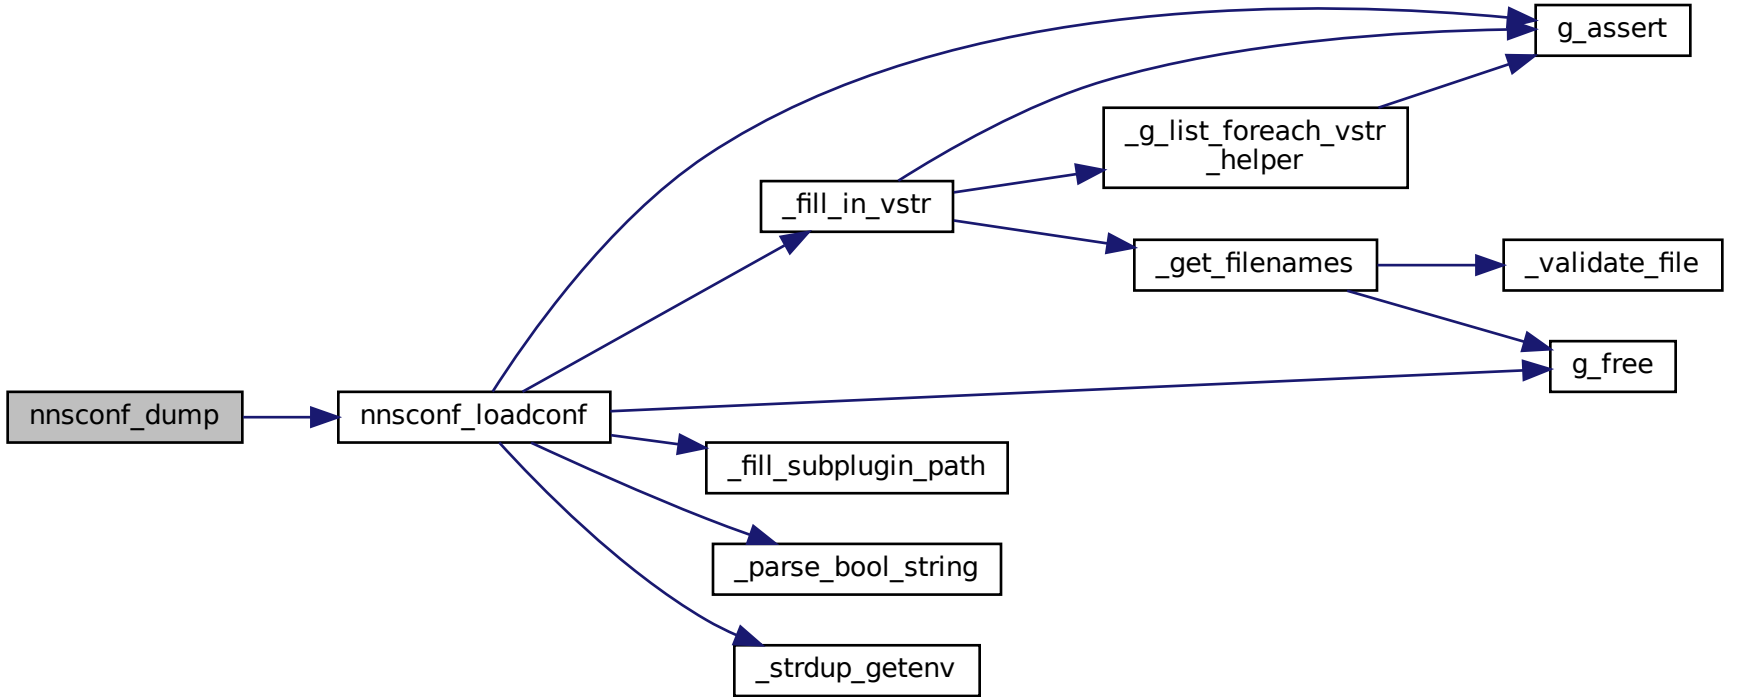 g_assert
_g_list_foreach_vstr
_helper
_fill_in_vstr
_get_filenames
_validate_file
g_free
nnsconf_dump
nnsconf_loadconf
_fill_subplugin_path
_parse_bool_string
_strdup_getenv